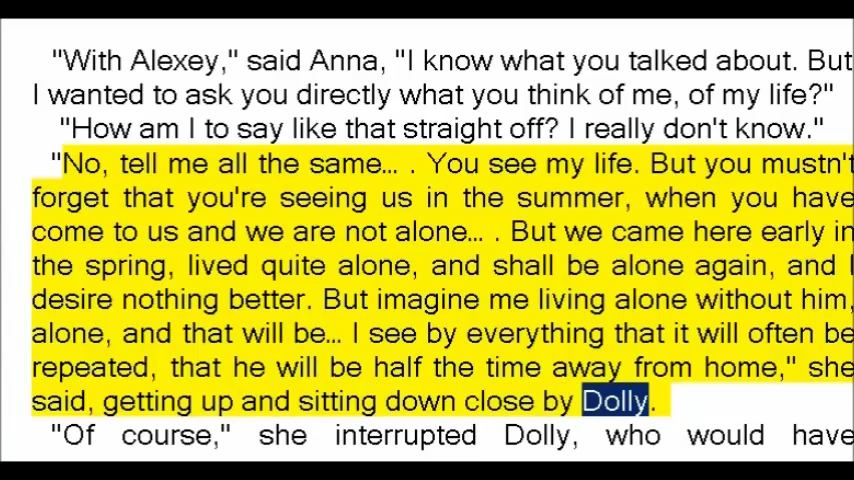 "With Alexey," said Anna, "I know what you talked about. But
I wanted to ask you directly what you think of me, of my life?"
"How am I to say like that straight off? I really don't know."
"No, tell me all the same... . You see my life. But you mustn't
forget that you're seeing us in the summer, when you have
come to us and we are not alone... . But we came here early in
the spring, lived quite alone, and shall be alone again, and I
desire nothing better. But imagine me living alone without him,
alone, and that will be... I see by everything that it will often be
repeated, that he will be half the time away from home," she
said, getting up and sitting down close by Dolly.
"Of course," she interrupted Dolly, who would have